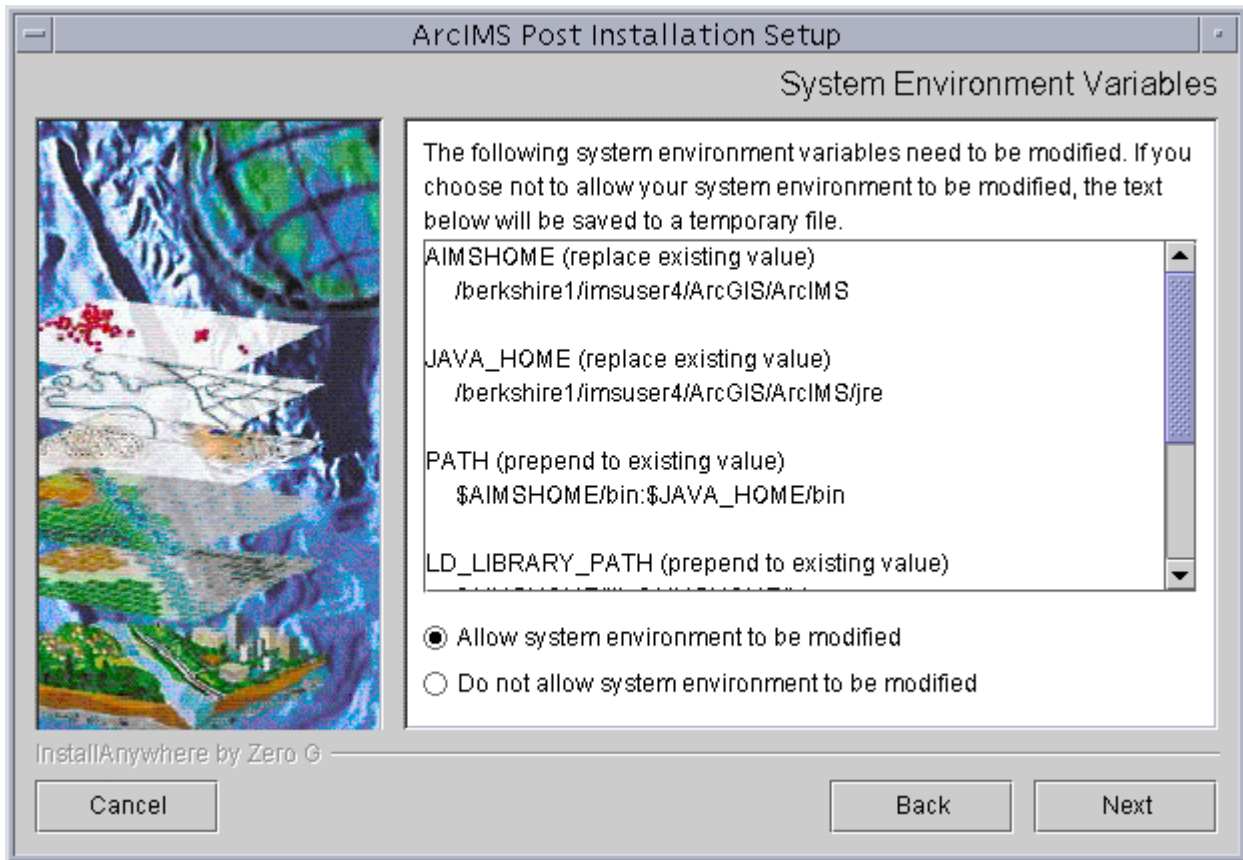 ArcIMS Post Installation Setup
System Environment Variables
The following system environment variables need to be modified. If you
choose not to allow your system environment to be modified, the text
below will be saved to a temporary file.
AIMSHOME (replace existing value)
/berkshire1/imsuser4/ArcGIS/ArcIMS
JAVA_HOME (replace existing value)
/berkshire1/imsuser4/ArcGIS/ArcIMS/jre
PATH (prepend to existing value)
$AIMSHOME/bin:$JAVA_HOME/bin
LD_LIBRARY_PATH (prepend to existing value)
Allow system environment to be modified
Do not allow system environment to be modified
InstallAnywhere by Zero G
Cancel
Back
Next